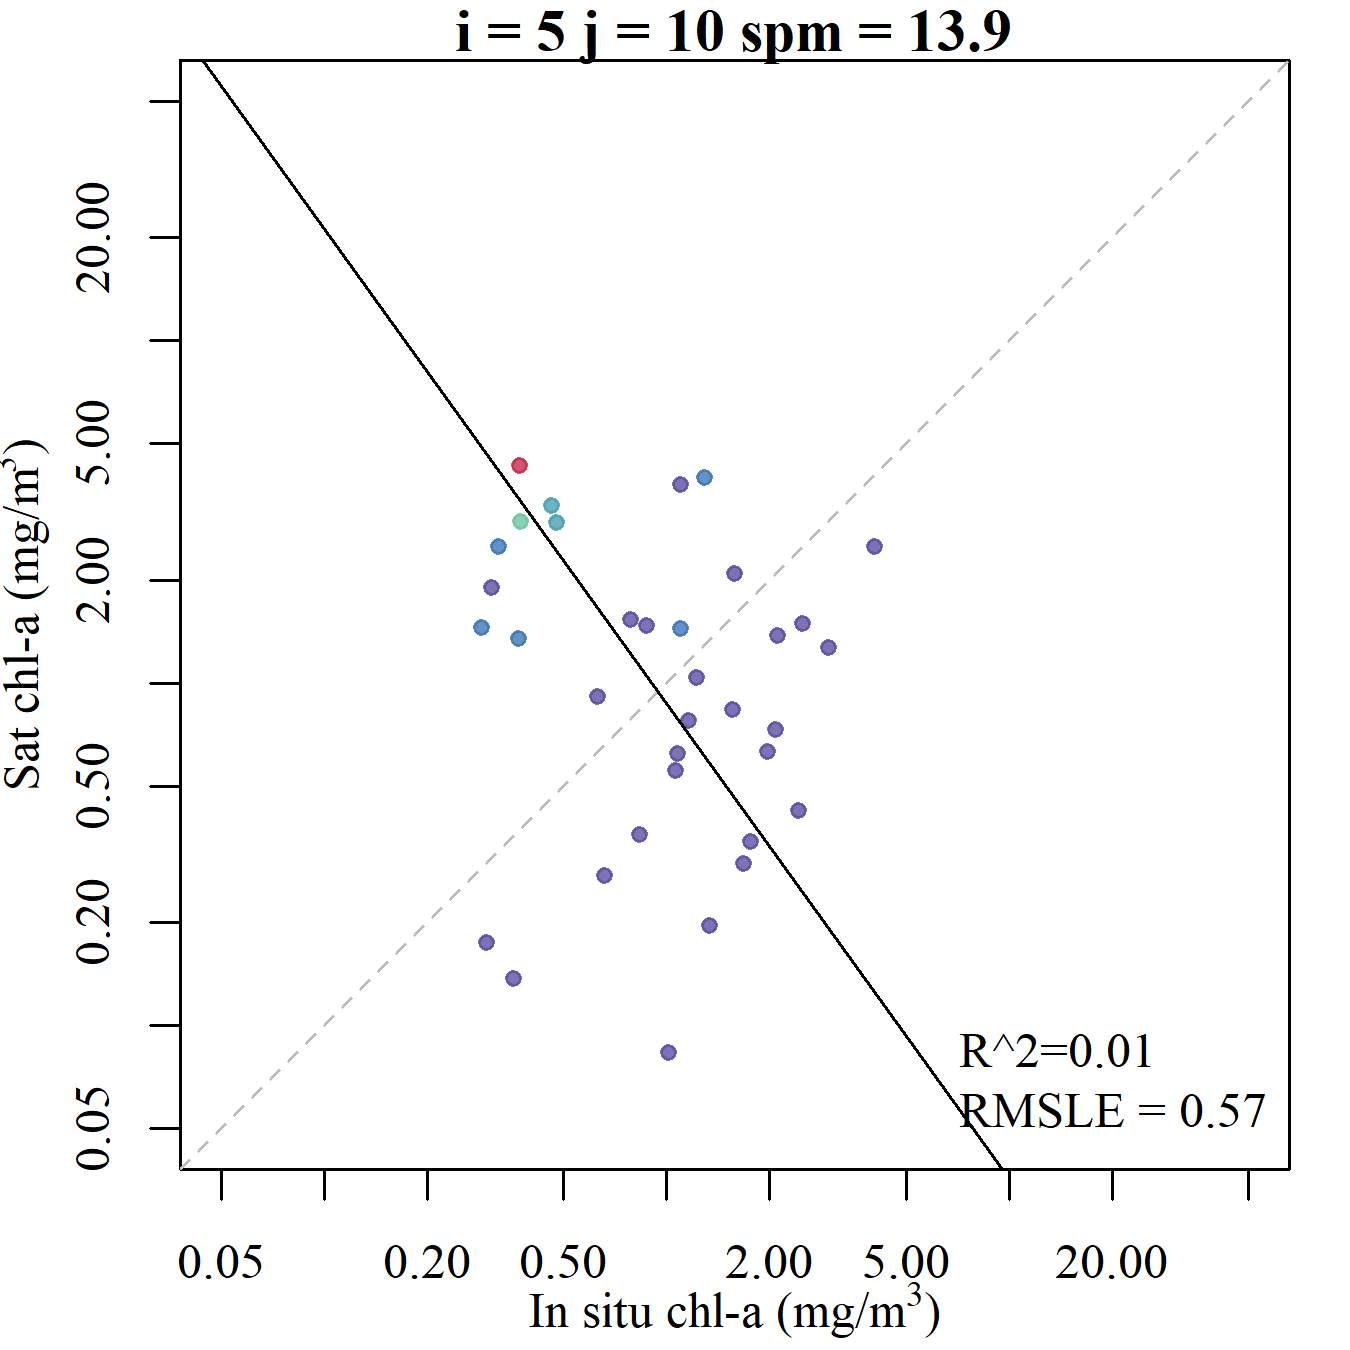 i = 5 j = 10 spm = 13.9
Sat chl-a (mg/m³)
20.00
5.00
2.00
0.50
0.20
0.05
R^2=0.01
RMSLE = 0.57
0.05 0.20 0.50 2.00 5.00 20.00
In situ chl-a (mg/m³)